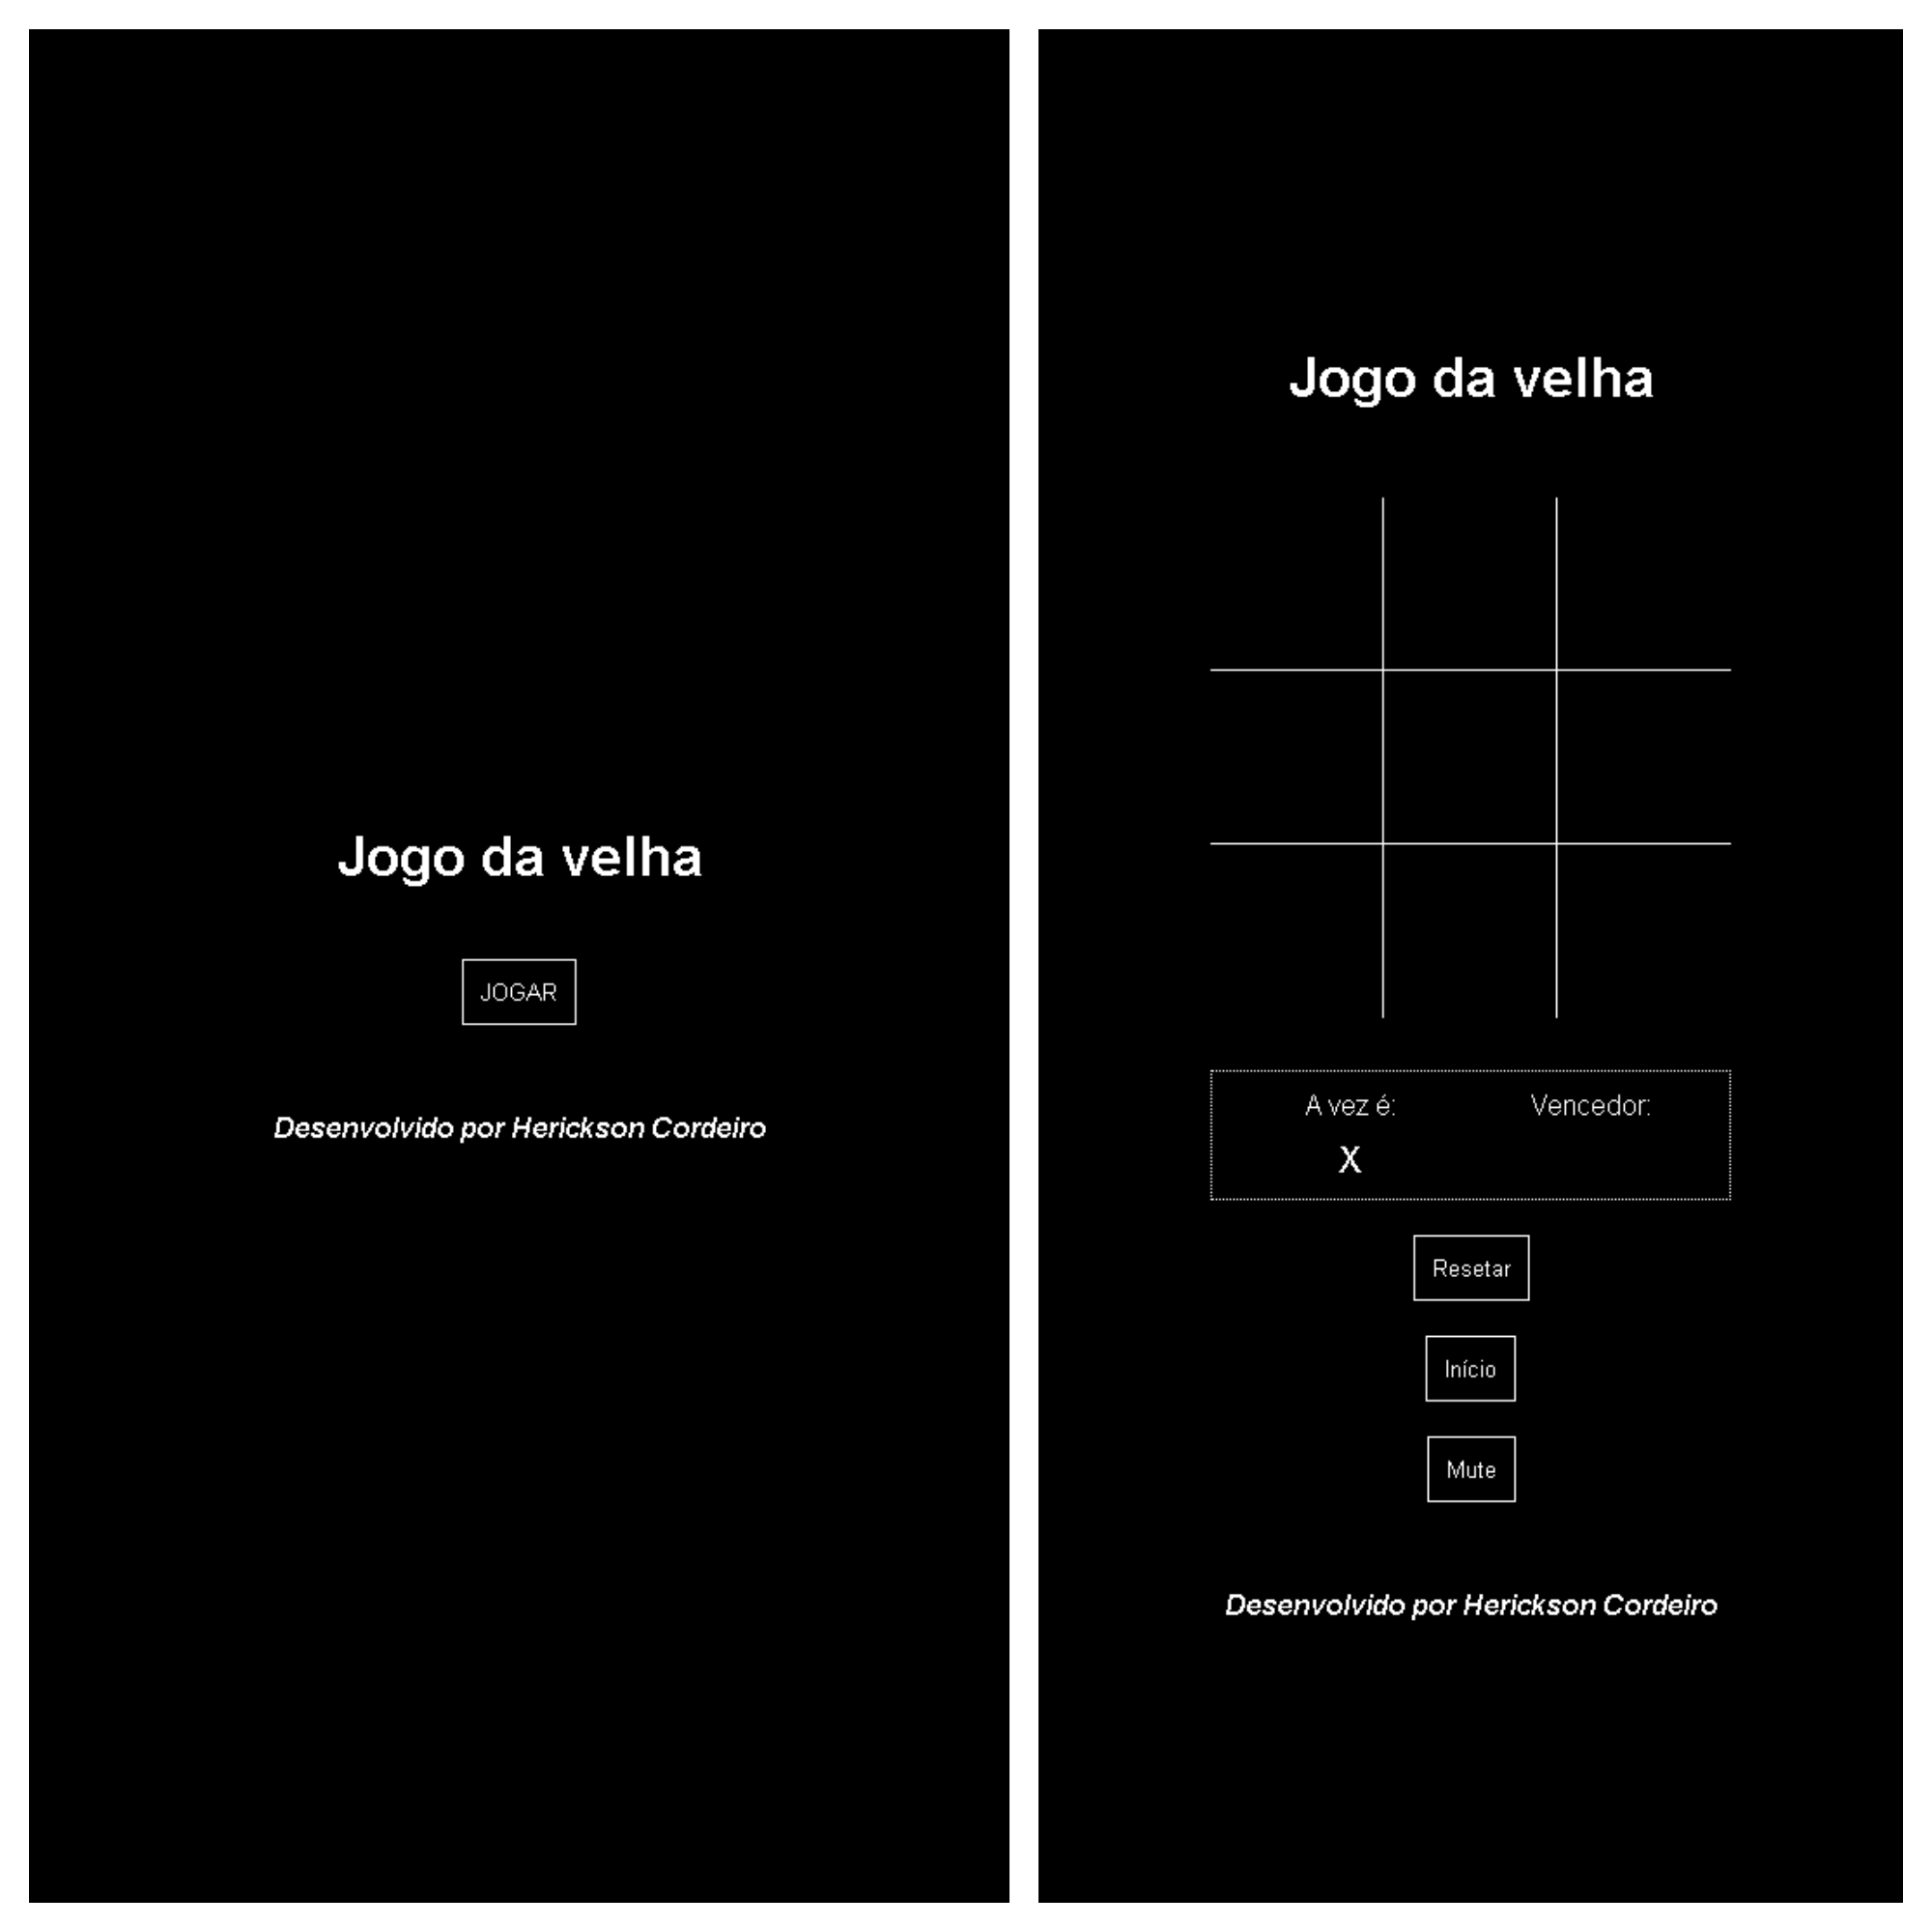 Jogo da velha
JOGAR
Desenvolvido por Herickson Cordeiro
Jogo da velha
A vez é: Vencedor:
X
Resetar
Início
Mute
Desenvolvido por Herickson Cordeiro